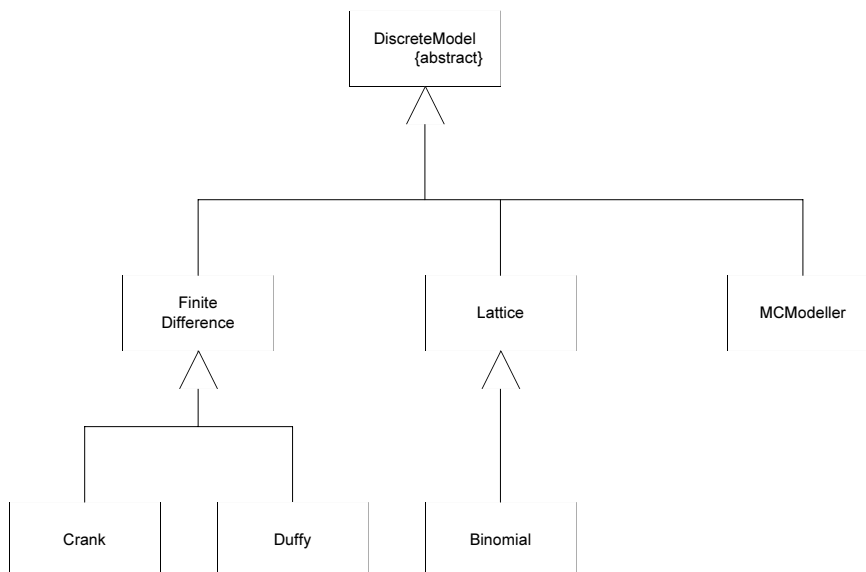 DiscreteModel
{abstract}
Finite
Difference
Lattice
MCModeller
Crank
Duffy
Binomial